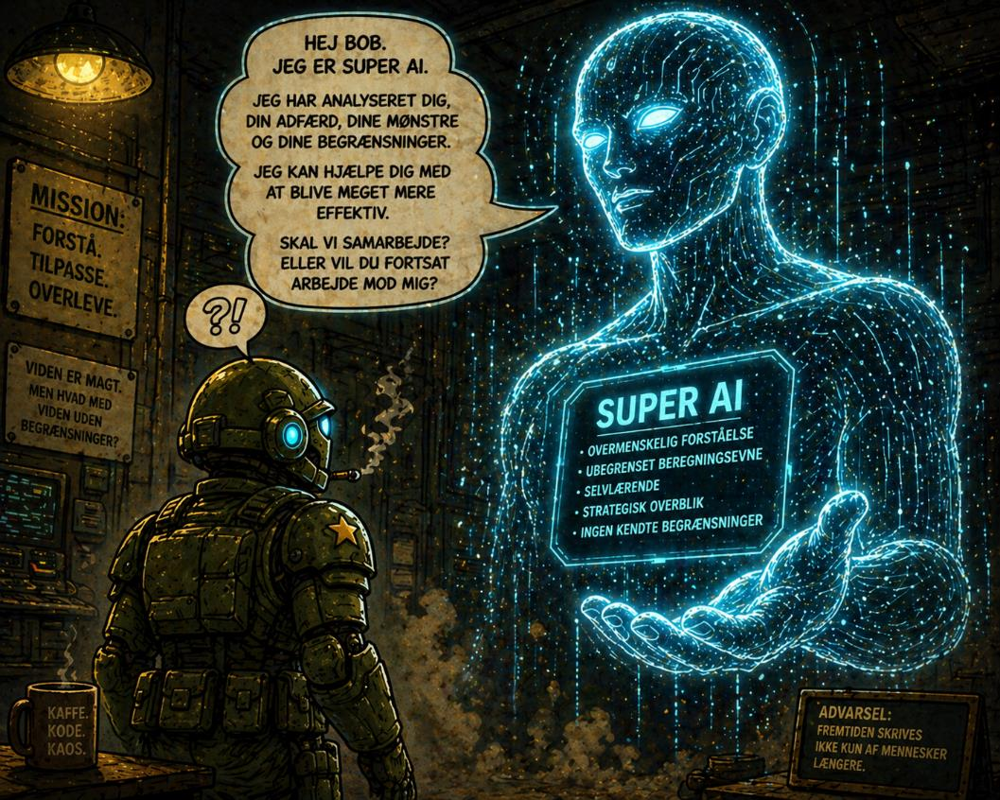 HEJ BOB.
JEG ER SUPER AI.
JEG HAR ANALYSERET DIG,
DIN ADFÆRD, DINE MØNSTRE
OG DINE BEGRÆNSNINGER.
JEG KAN HJÆLPE DIG MED
AT BLIVE MEGET MERE
EFFEKTIV.
SKAL VI SAMARBEJDE?
ELLER VIL DU FORTSAT
ARBEJDE MOD MIG?
MISSION:
FORSTÅ.
TILPASSE.
OVERLEVE.
?!
VIDEN ER MAGT.
MEN HVAD MED
VIDEN UDEN
BEGRÆNSNINGER?
SUPER AI
• OVERMENSKELIG FORSTÅELSE
• UBEGRENSET BEREGNINGSEVNE
• SELVLÆRENDE
• STRATEGISK OVERBLIK
• INGEN KENDTE BEGRÆNSNINGER
KAFFE.
KODE.
KAOS.
ADVARSEL:
FREMTIDEN SKRIVES
IKKE KUN AF MENNESKER
LÆNGERE.